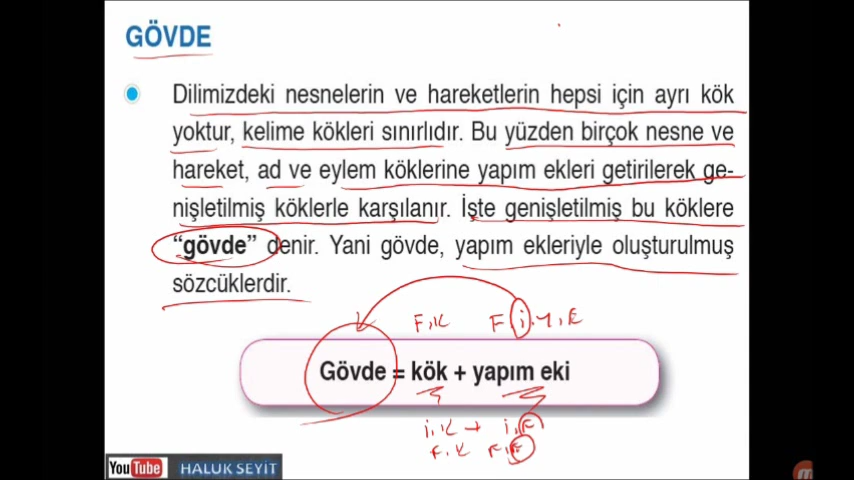 GÖVDE
Dilimizdeki nesnelerin ve hareketlerin hepsi için ayrı kök
yoktur, kelime kökleri sınırlıdır. Bu yüzden birçok nesne ve
hareket, ad ve eylem köklerine yapım ekleri getirilerek ge-
nişletilmiş köklerle karşılanır. İşte genişletilmiş bu köklere
“gövde” denir. Yani gövde, yapım ekleriyle oluşturulmuş
sözcüklerdir.
F.K F.i.Y.E
Gövde = kök + yapım eki
i.K +
F.K
YouTube HALUK SEYİT